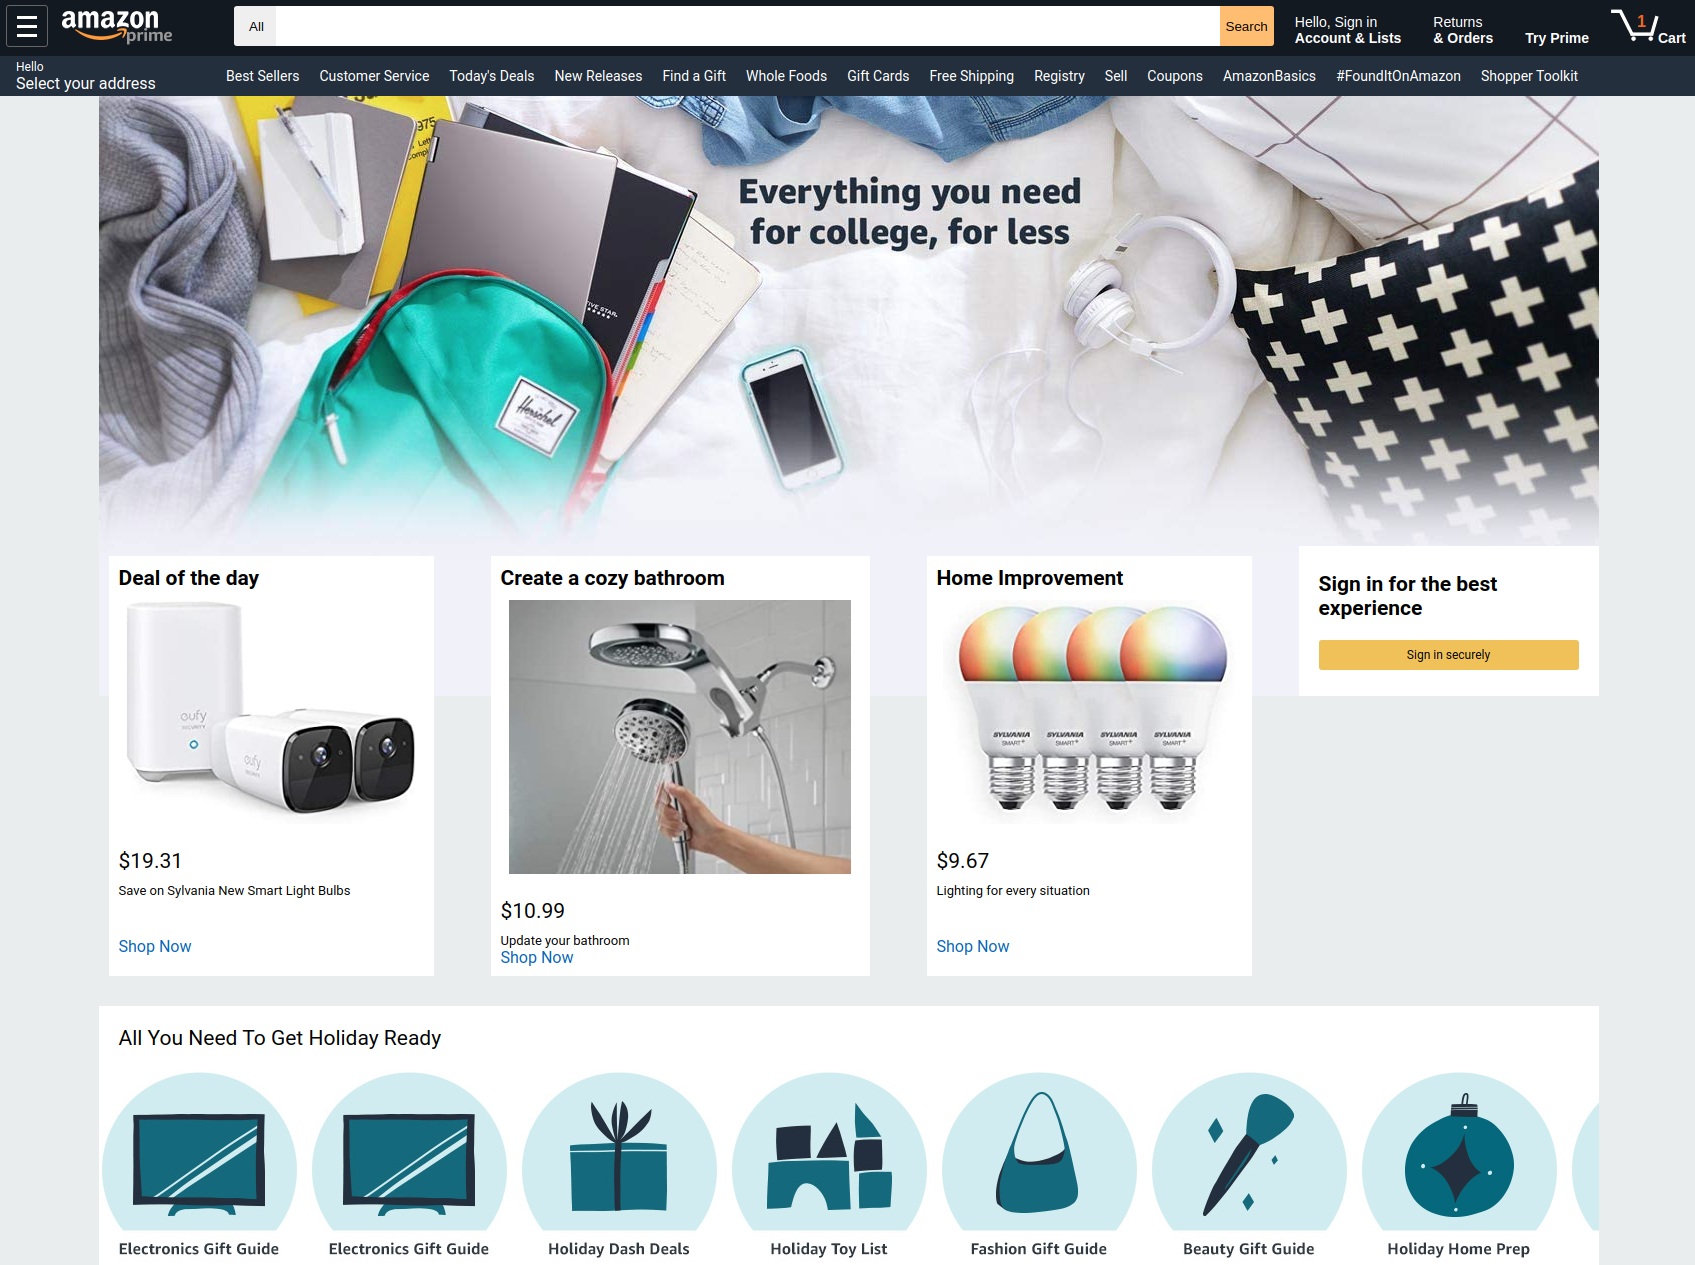 amazon
prime
All
Search
Hello, Sign in
Account & Lists
Returns
& Orders
Try Prime
1
Cart
Hello
Select your address
Best Sellers
Customer Service
Today's Deals
New Releases
Find a Gift
Whole Foods
Gift Cards
Free Shipping
Registry
Sell
Coupons
AmazonBasics
#FoundItOnAmazon
Shopper Toolkit
975
Everything you need
for college, for less
Herschel
Deal of the day
eufy
SECURITY
eufy
$19.31
Save on Sylvania New Smart Light Bulbs
Shop Now
Create a cozy bathroom
$10.99
Update your bathroom
Shop Now
Home Improvement
SYLVANIA
SMART+
SYLVANIA
SMART+
SYLVANIA
SMART+
SYLVANIA
SMART+
$9.67
Lighting for every situation
Shop Now
Sign in for the best
experience
Sign in securely
All You Need To Get Holiday Ready
Electronics Gift Guide
Electronics Gift Guide
Holiday Dash Deals
Holiday Toy List
Fashion Gift Guide
Beauty Gift Guide
Holiday Home Prep